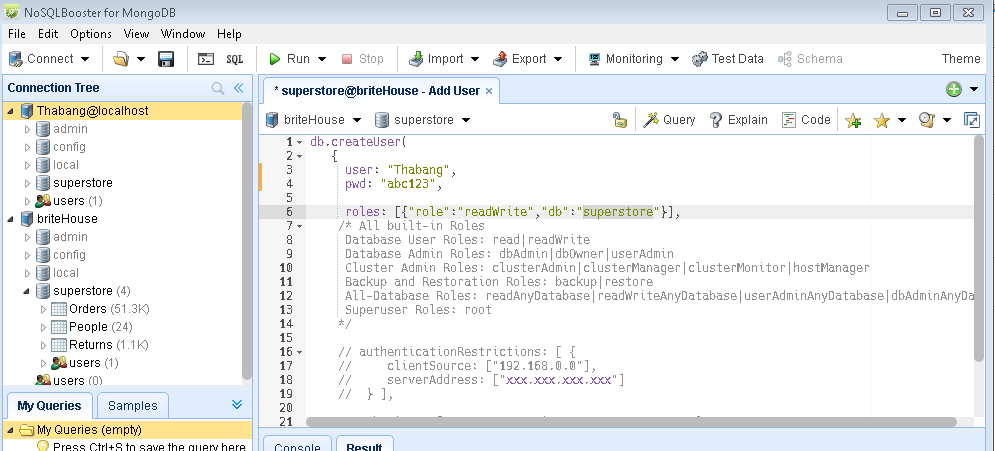 NoSQLBooster for MongoDB
File Edit Options View Window Help
Connect SQL Run Stop Import Export Monitoring Test Data Schema Theme
Connection Tree
Thabang@localhost
admin
config
local
superstore
users (1)
briteHouse
admin
config
local
superstore (4)
Orders (51.3K)
People (24)
Returns (1.1K)
users (1)
users (0)
My Queries Samples
My Queries (empty)
Press Ctrl+S to save the query here
* superstore@briteHouse - Add User ×
briteHouse superstore Query Explain Code
1 db.createUser(
2 {
3 user: "Thabang",
4 pwd: "abc123",
5
6 roles: [{"role":"readWrite","db":"superstore"}],
7 /* All built-in Roles
8 Database User Roles: read|readWrite
9 Database Admin Roles: dbAdmin|dbOwner|userAdmin
10 Cluster Admin Roles: clusterAdmin|clusterManager|clusterMonitor|hostManager
11 Backup and Restoration Roles: backup|restore
12 All-Database Roles: readAnyDatabase|readWriteAnyDatabase|userAdminAnyDatabase|dbAdminAnyDa
13 Superuser Roles: root
14 */
15
16 // authenticationRestrictions: [ {
17 // clientSource: ["192.168.0.0"],
18 // serverAddress: ["xxx.xxx.xxx.xxx"]
19 // } ],
20
21
Console Result